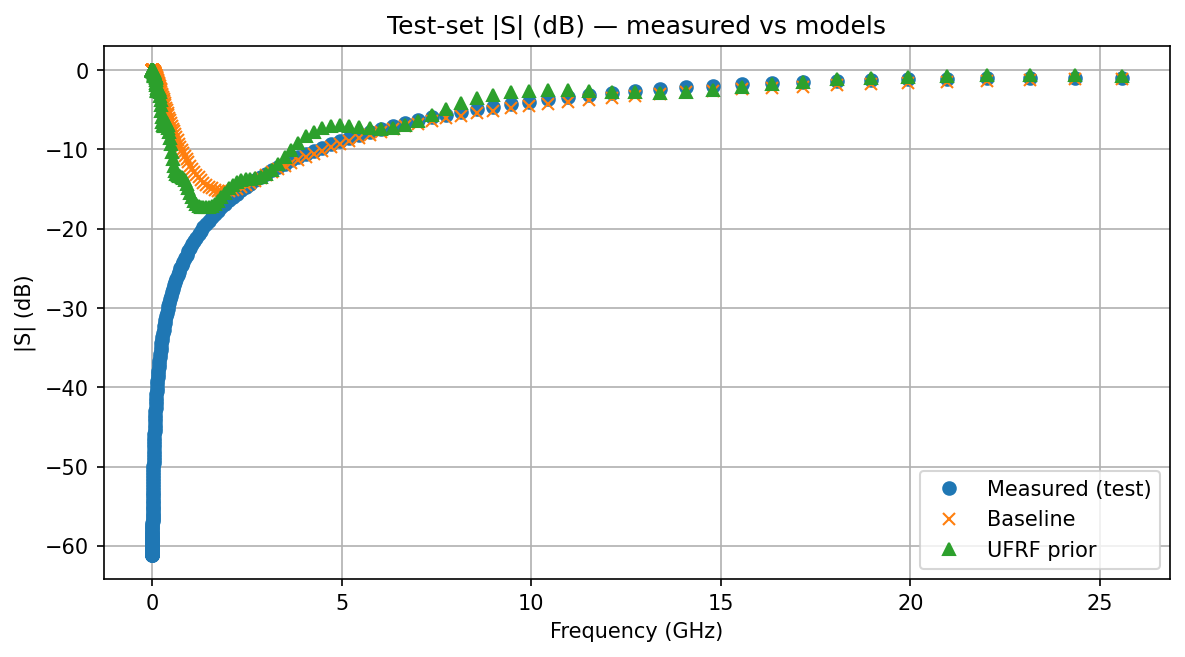 Test-set |S| (dB) — measured vs models
|S| (dB)
0
−10
−20
−30
−40
−50
−60
0 5 10 15 20 25
Frequency (GHz)
Measured (test)
Baseline
UFRF prior